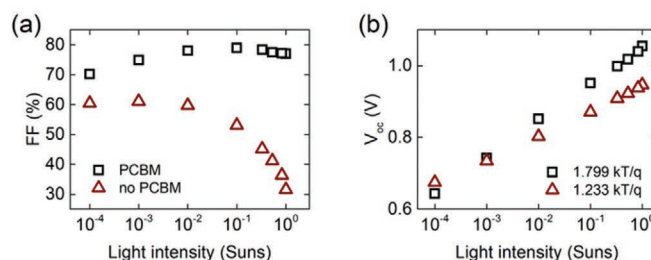 (a)
80
70
60
50
40
30
FF (%)
□ PCBM
△ no PCBM
10⁻⁴ 10⁻³ 10⁻² 10⁻¹ 10⁰
Light intensity (Suns)
(b)
1.0
0.8
0.6
V_oc (V)
□ 1.799 kT/q
△ 1.233 kT/q
10⁻⁴ 10⁻³ 10⁻² 10⁻¹ 10⁰
Light intensity (Suns)